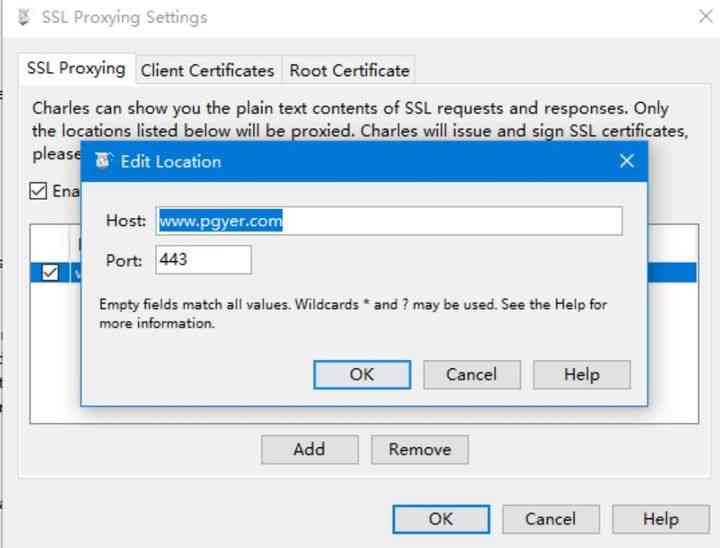 SSL Proxying Settings
SSL Proxying Client Certificates Root Certificate
Charles can show you the plain text contents of SSL requests and responses. Only
the locations listed below will be proxied. Charles will issue and sign SSL certificates,
please
Edit Location
Ena
Host: www.pgyer.com
Port: 443
Empty fields match all values. Wildcards * and ? may be used. See the Help for
more information.
OK Cancel Help
Add Remove
OK Cancel Help